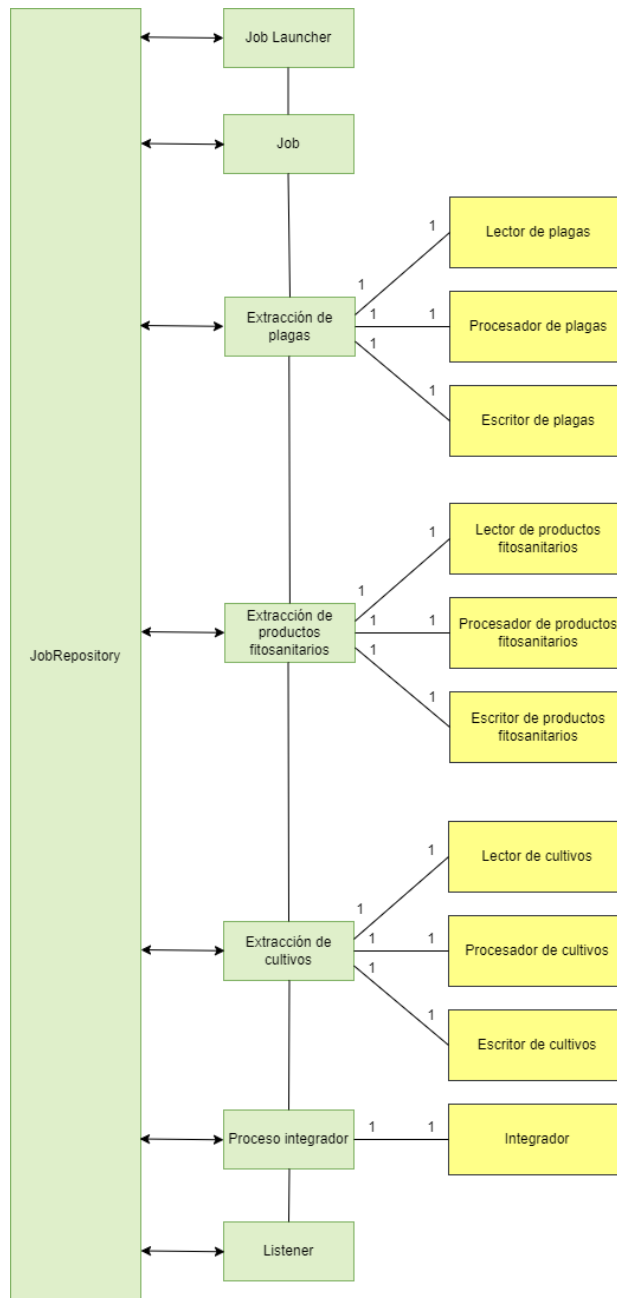 Job Launcher
Job
1
Lector de plagas
1
Extracción de
plagas
1
1
Procesador de plagas
1
1
Escritor de plagas
1
Lector de productos
fitosanitarios
1
JobRepository
Extracción de
productos
fitosanitarios
1
1
Procesador de productos
fitosanitarios
1
1
Escritor de productos
fitosanitarios
1
Lector de cultivos
1
Extracción de
cultivos
1
1
Procesador de cultivos
1
1
Escritor de cultivos
Proceso integrador
1
1
Integrador
Listener